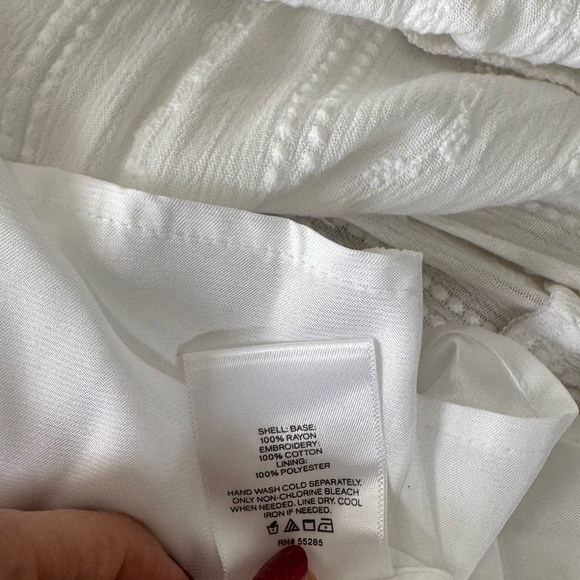 SHELL: BASE:
100% RAYON
EMBROIDERY:
100% COTTON
LINING:
100% POLYESTER
HAND WASH COLD SEPARATELY.
ONLY NON-CHLORINE BLEACH
WHEN NEEDED. LINE DRY. COOL
IRON IF NEEDED.
RN# 55285